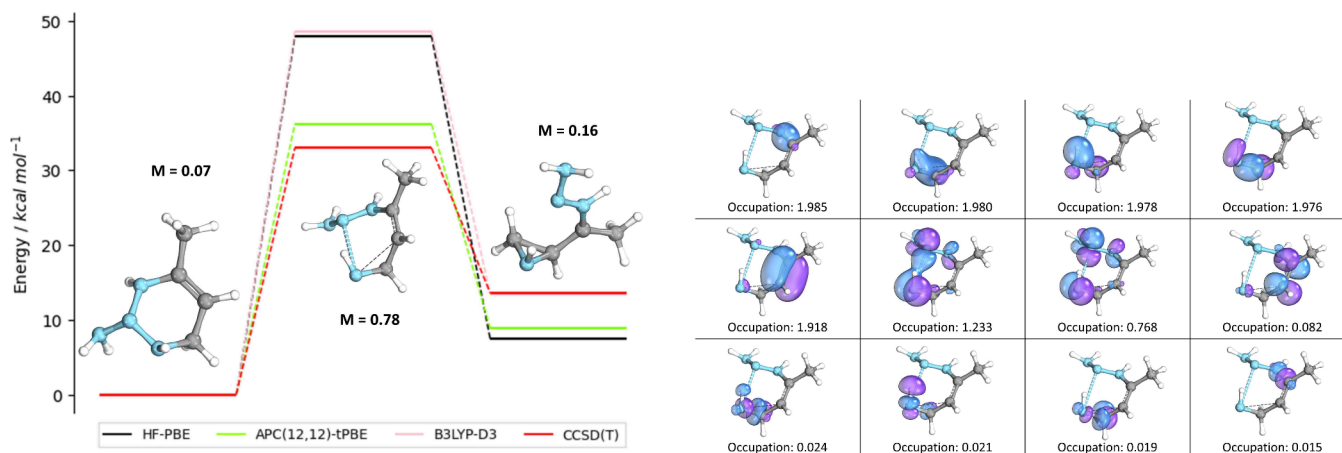 50
40
30
20
10
0
Energy / kcal mol⁻¹
M = 0.07
M = 0.78
M = 0.16
HF-PBE APC(12,12)-tPBE B3LYP-D3 CCSD(T)
Occupation: 1.985 Occupation: 1.980 Occupation: 1.978 Occupation: 1.976
Occupation: 1.918 Occupation: 1.233 Occupation: 0.768 Occupation: 0.082
Occupation: 0.024 Occupation: 0.021 Occupation: 0.019 Occupation: 0.015